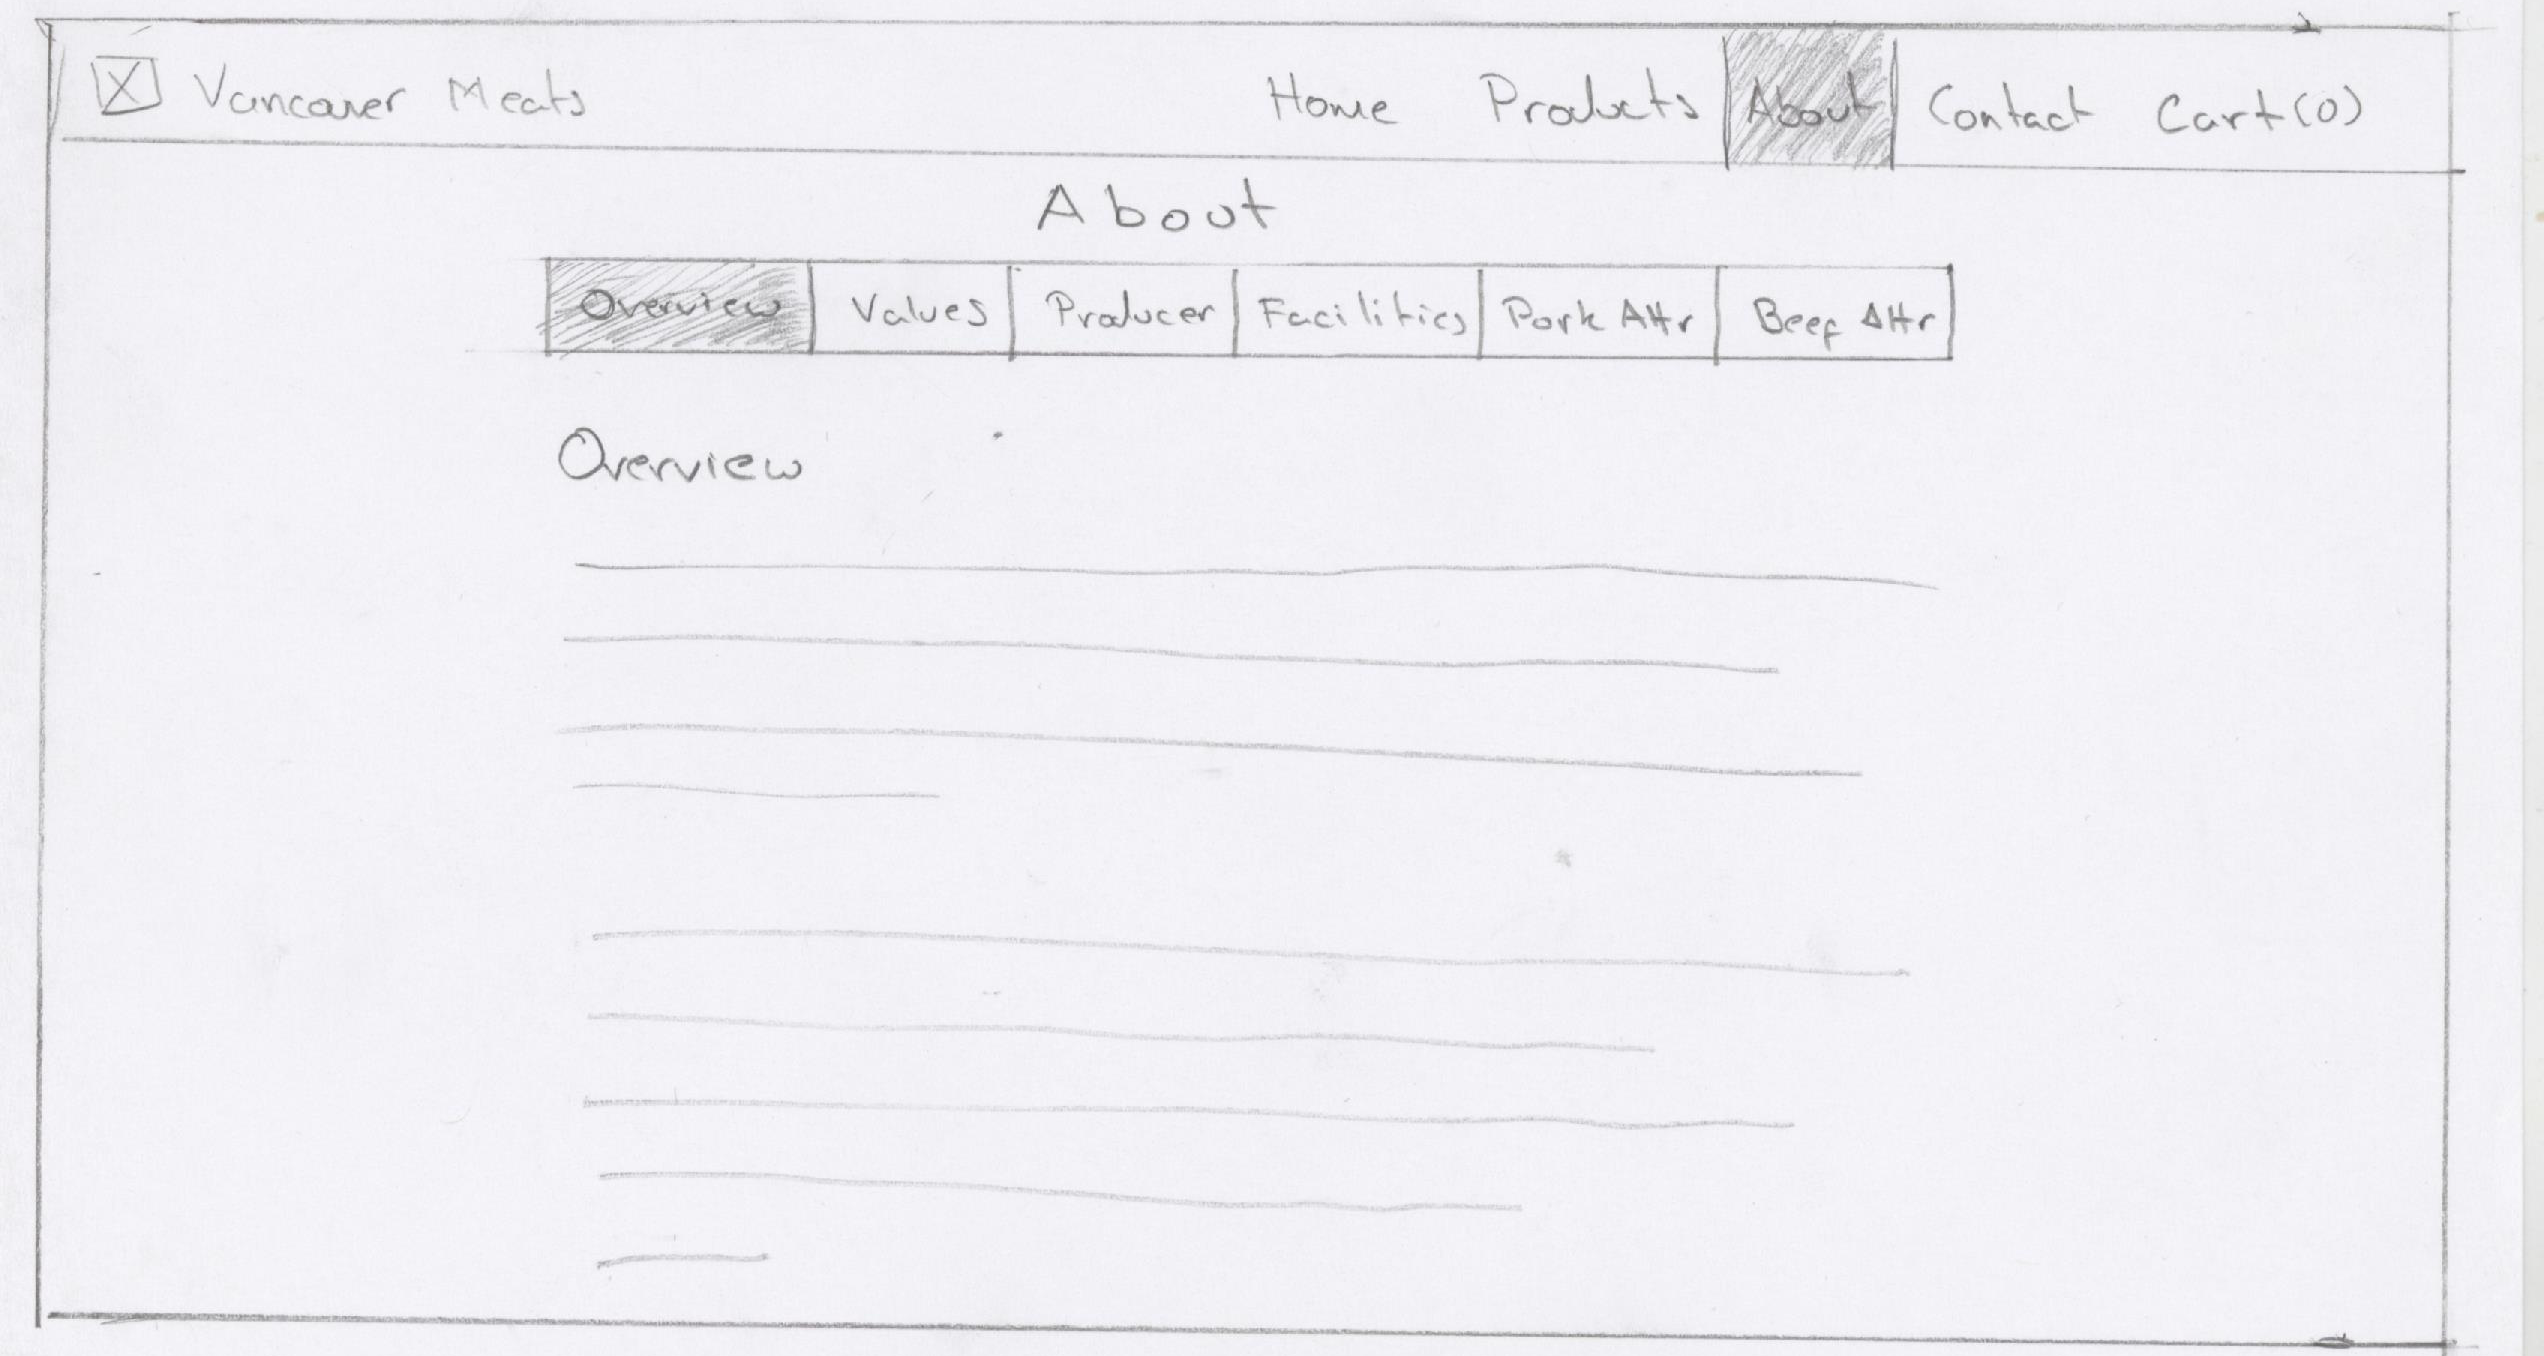 Vancouver Meats Home Products About Contact Cart(0)
About
Overview Values Producer Facilities Pork Attr Beef Attr
Overview